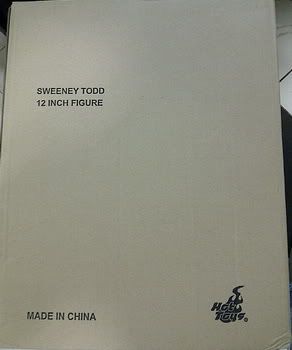 SWEENEY TODD
12 INCH FIGURE
MADE IN CHINA
HOT
TOYS